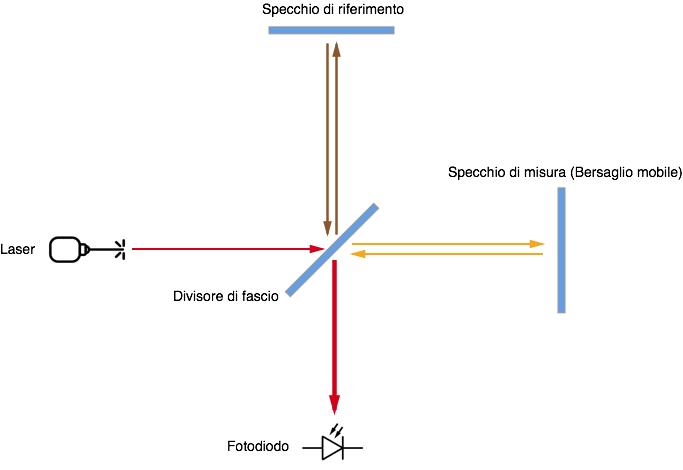 Specchio di riferimento
Specchio di misura (Bersaglio mobile)
Laser
Divisore di fascio
Fotodiodo